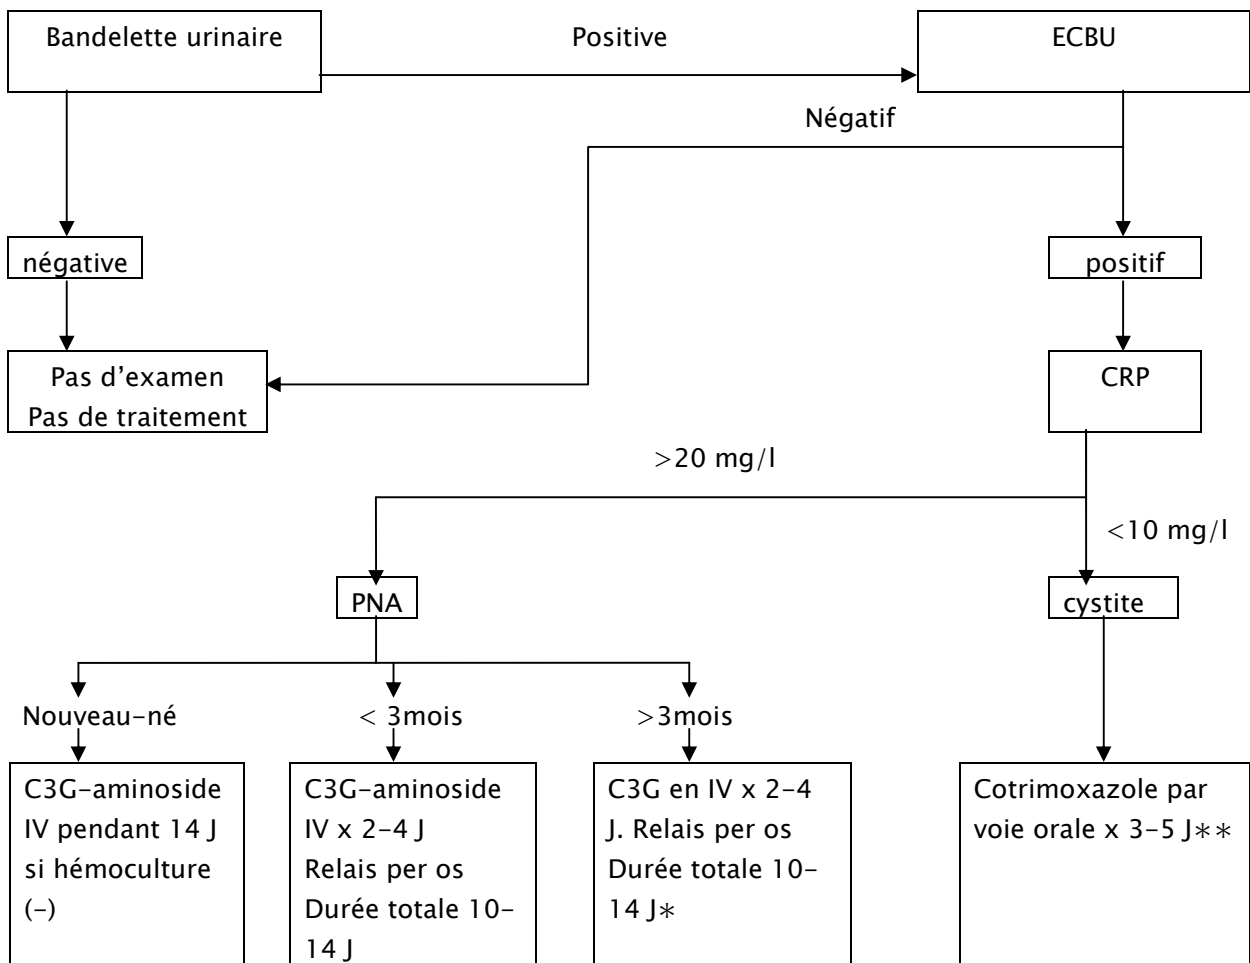 Bandelette urinaire
Positive
ECBU
Négatif
négative
positif
Pas d'examen
Pas de traitement
CRP
>20 mg/l
<10 mg/l
PNA
cystite
Nouveau-né
< 3mois
>3mois
C3G-aminoside
IV pendant 14 J
si hémoculture
(-)
C3G-aminoside
IV x 2-4 J
Relais per os
Durée totale 10-
14 J
C3G en IV x 2-4
J. Relais per os
Durée totale 10-
14 J*
Cotrimoxazole par
voie orale x 3-5 J**